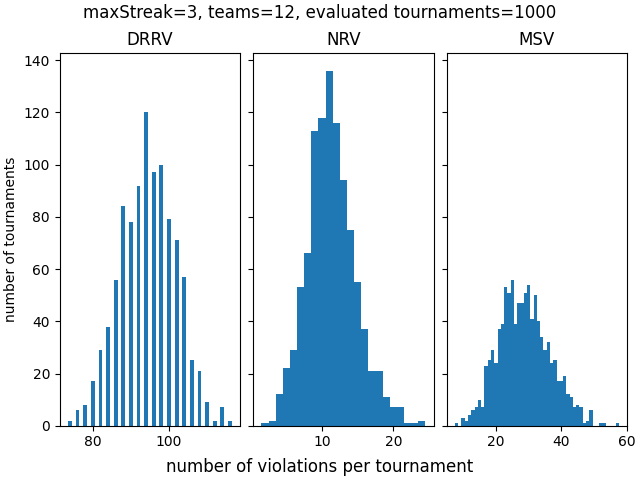 maxStreak=3, teams=12, evaluated tournaments=1000
DRRV NRV MSV
140
120
100
80
60
40
20
0
number of tournaments
80 100 10 20 20 40 60
number of violations per tournament